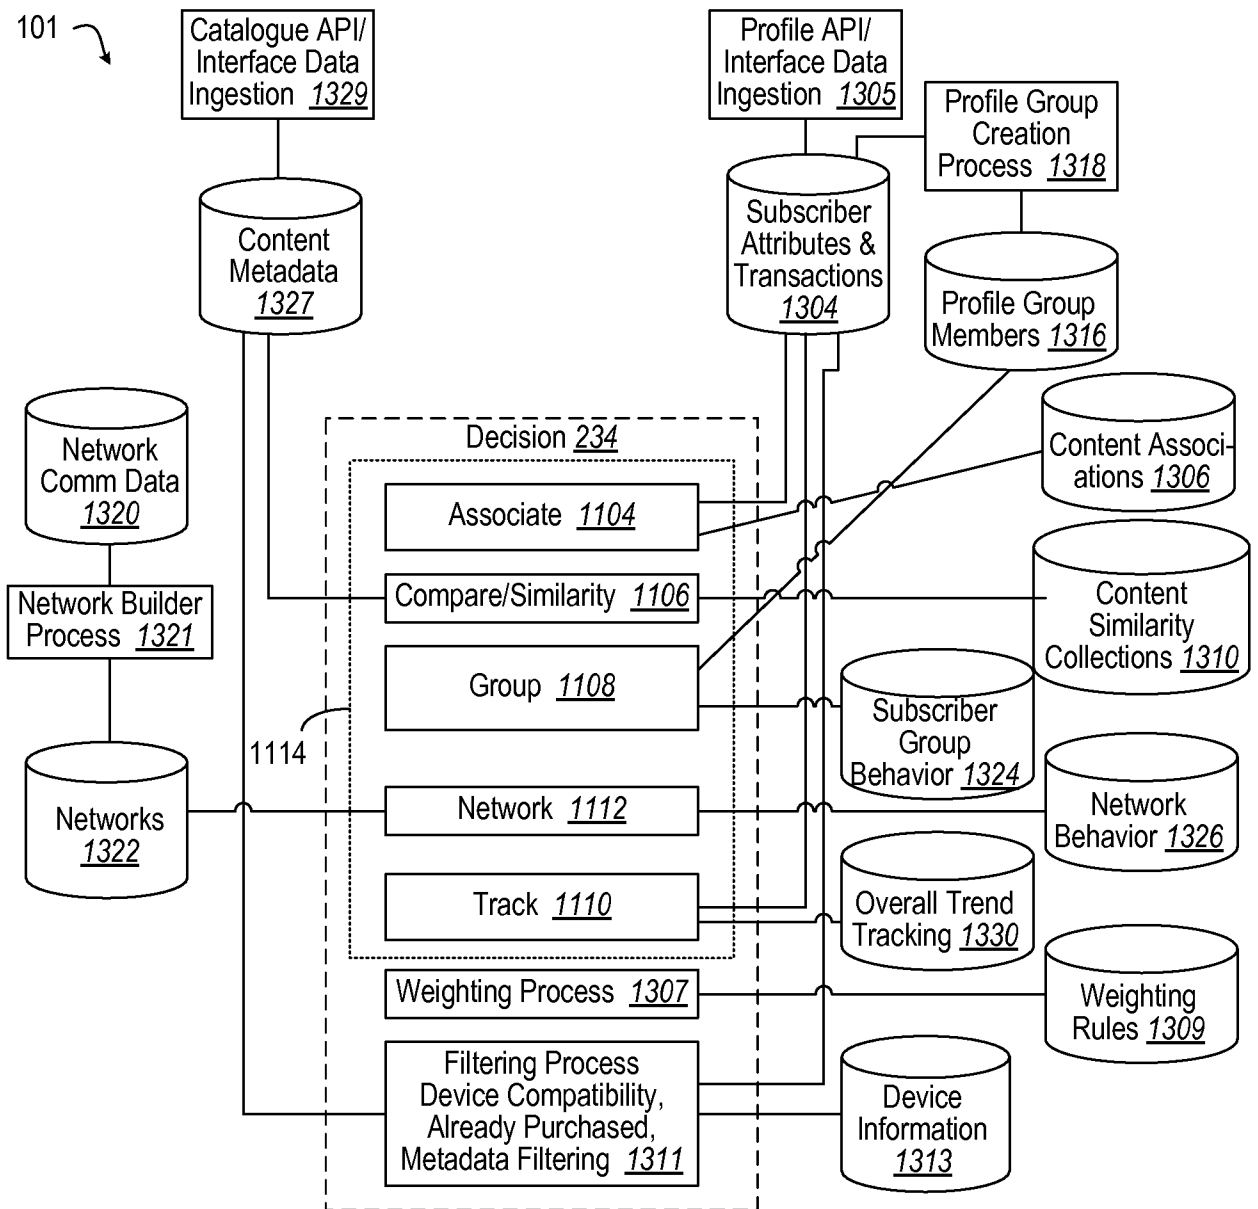 101
Catalogue API/
Interface Data
Ingestion 1329
Profile API/
Interface Data
Ingestion 1305
Profile Group
Creation
Process 1318
Content
Metadata
1327
Subscriber
Attributes &
Transactions
1304
Profile Group
Members 1316
Network
Comm Data
1320
Decision 234
Content Associ-
ations 1306
Associate 1104
Network Builder
Process 1321
Compare/Similarity 1106
Content
Similarity
Collections 1310
Group 1108
1114
Subscriber
Group
Behavior 1324
Networks
1322
Network 1112
Network
Behavior 1326
Track 1110
Overall Trend
Tracking 1330
Weighting Process 1307
Weighting
Rules 1309
Filtering Process
Device Compatibility,
Already Purchased,
Metadata Filtering 1311
Device
Information
1313